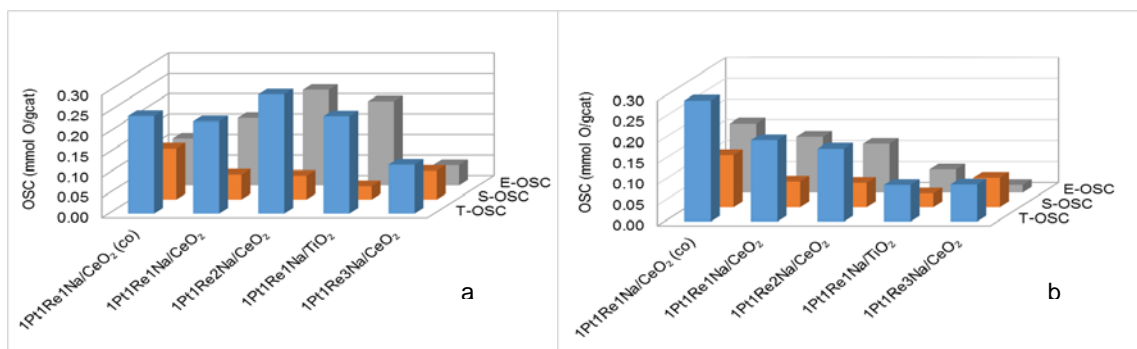 OSC (mmol O/gcat)
0.30
0.25
0.20
0.15
0.10
0.05
0.00
E-OSC
S-OSC
T-OSC
1Pt1Re1Na/CeO₂ (co)
1Pt1Re1Na/CeO₂
1Pt1Re2Na/CeO₂
1Pt1Re1Na/TiO₂
1Pt1Re3Na/CeO₂
a
OSC (mmol O/gcat)
0.30
0.25
0.20
0.15
0.10
0.05
0.00
E-OSC
S-OSC
T-OSC
1Pt1Re1Na/CeO₂ (co)
1Pt1Re1Na/CeO₂
1Pt1Re2Na/CeO₂
1Pt1Re1Na/TiO₂
1Pt1Re3Na/CeO₂
b